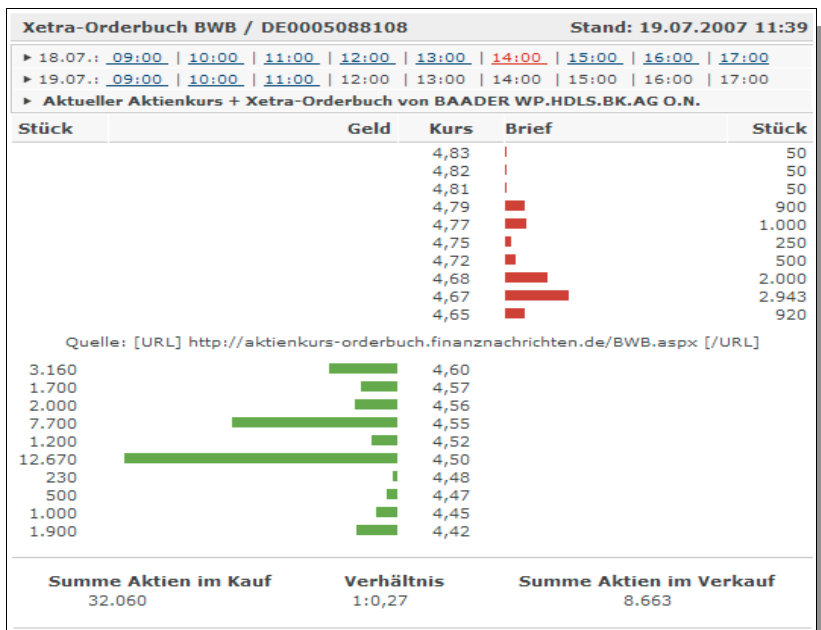 Xetra-Orderbuch BWB / DE0005088108 Stand: 19.07.2007 11:39
▸ 18.07.: 09:00 | 10:00 | 11:00 | 12:00 | 13:00 | 14:00 | 15:00 | 16:00 | 17:00
▸ 19.07.: 09:00 | 10:00 | 11:00 | 12:00 | 13:00 | 14:00 | 15:00 | 16:00 | 17:00
▸ Aktueller Aktienkurs + Xetra-Orderbuch von BAADER WP.HDLS.BK.AG O.N.
Stück Geld Kurs Brief Stück
4,83 50
4,82 50
4,81 50
4,79 900
4,77 1.000
4,75 250
4,72 500
4,68 2.000
4,67 2.943
4,65 920
Quelle: [URL] http://aktienkurs-orderbuch.finanznachrichten.de/BWB.aspx [/URL]
3.160 4,60
1.700 4,57
2.000 4,56
7.700 4,55
1.200 4,52
12.670 4,50
230 4,48
500 4,47
1.000 4,45
1.900 4,42
Summe Aktien im Kauf Verhältnis Summe Aktien im Verkauf
32.060 1:0,27 8.663